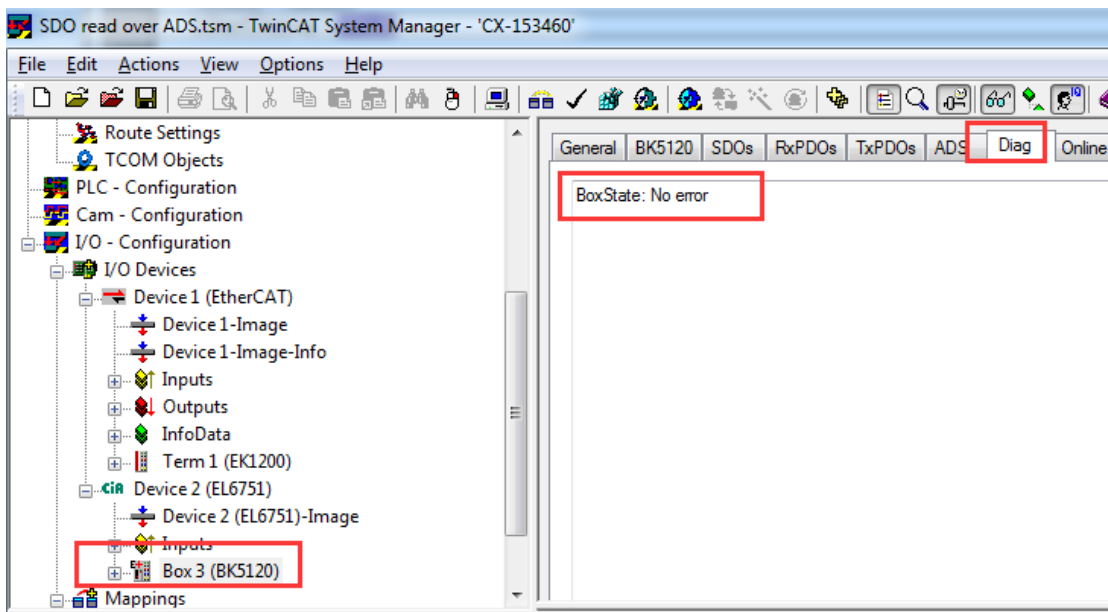 SDO read over ADS.tsm - TwinCAT System Manager - 'CX-153460'
File Edit Actions View Options Help
Route Settings
TCOM Objects
PLC - Configuration
Cam - Configuration
I/O - Configuration
I/O Devices
Device 1 (EtherCAT)
Device 1-Image
Device 1-Image-Info
Inputs
Outputs
InfoData
Term 1 (EK1200)
CiA Device 2 (EL6751)
Device 2 (EL6751)-Image
Inputs
Box 3 (BK5120)
Mappings
General BK5120 SDOs RxPDOs TxPDOs ADS Diag Online
BoxState: No error